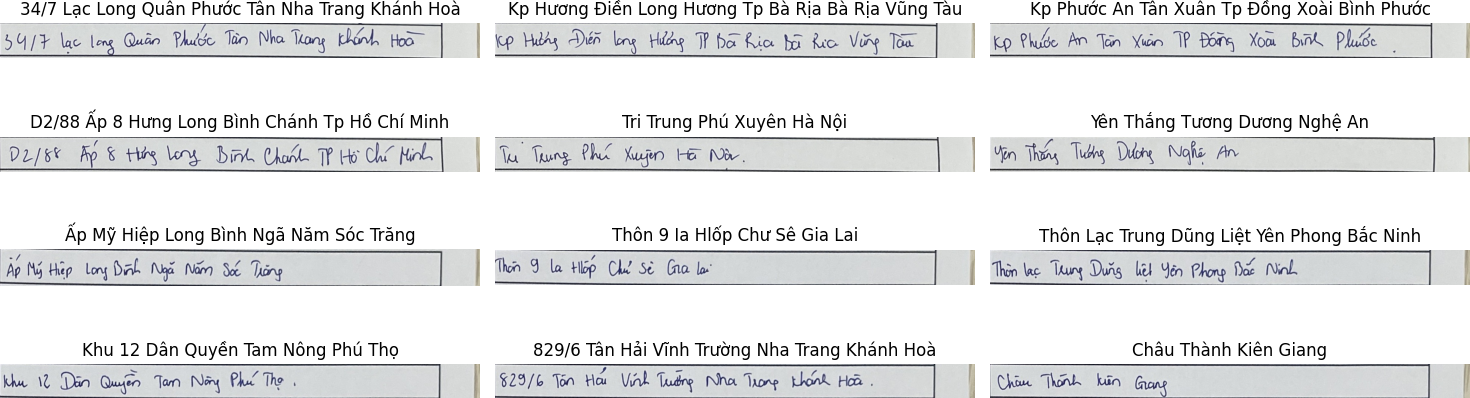 34/7 Lạc Long Quân Phước Tân Nha Trang Khánh Hoà
Kp Hương Điền Long Hương Tp Bà Rịa Bà Rịa Vũng Tàu
Kp Phước An Tân Xuân Tp Đồng Xoài Bình Phước
34/7 Lạc Long Quân Phước Tân Nha Trang Khánh Hoà
Kp Hương Điền Long Hương TP Bà Rịa Bà Rịa Vũng Tàu
Kp Phước An Tân Xuân TP Đồng Xoài Bình Phước.
D2/88 Ấp 8 Hưng Long Bình Chánh Tp Hồ Chí Minh
Tri Trung Phú Xuyên Hà Nội
Yên Thắng Tương Dương Nghệ An
D2/88 Ấp 8 Hưng Long Bình Chánh TP Hồ Chí Minh
Tri Trung Phú Xuyên Hà Nội.
Yên Thắng Tương Dương Nghệ An
Ấp Mỹ Hiệp Long Bình Ngã Năm Sóc Trăng
Thôn 9 Ia Hlốp Chư Sê Gia Lai
Thôn Lạc Trung Dũng Liệt Yên Phong Bắc Ninh
Ấp Mỹ Hiệp Long Bình Ngã Năm Sóc Trăng
Thôn 9 Ia Hlốp Chư Sê Gia Lai
Thôn Lạc Trung Dũng Liệt Yên Phong Bắc Ninh
Khu 12 Dân Quyền Tam Nông Phú Thọ
829/6 Tân Hải Vĩnh Trường Nha Trang Khánh Hoà
Châu Thành Kiên Giang
Khu 12 Dân Quyền Tam Nông Phú Thọ.
829/6 Tân Hải Vĩnh Trường Nha Trang Khánh Hoà.
Châu Thành Kiên Giang